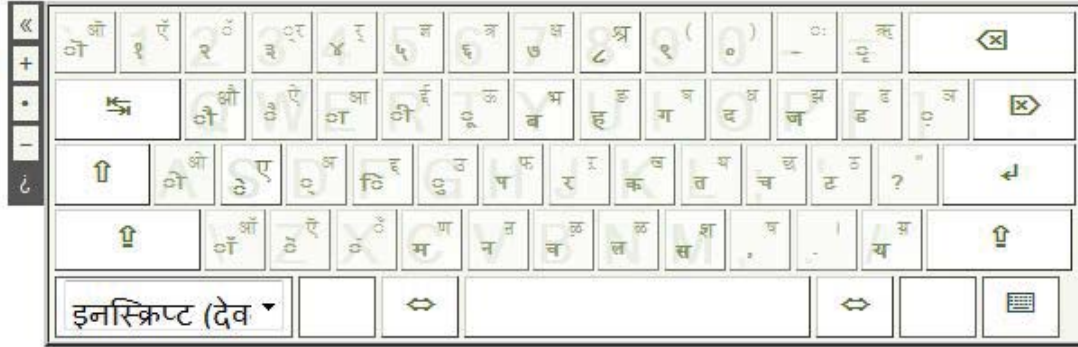 «
+
•
−
¿
ॊ ऒ १ ऍ २ ॅ ३ ्र ४ र् ५ ज्ञ ६ त्र ७ क्ष ८ श्र ९ ( ० ) - ः ृ ऋ
ौ औ ै ऐ ा आ ी ई ू ऊ ब भ ह ङ ग घ द ध ज झ ड ढ ़ ञ
ो ओ े ए ् अ ि इ ु उ प फ र ऱ क ख त थ च छ ट ठ ? "
ॉ ऑ ं ँ म ण न ऩ ल ळ स श , ष . । य य़
इनस्क्रिप्ट (देव